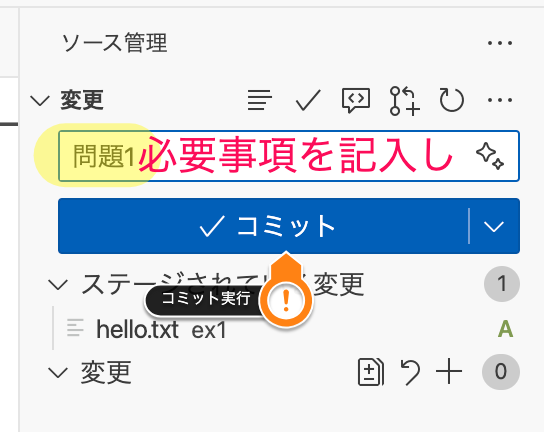 ソース管理
変更
問題1必要事項を記入し
コミット
ステージされている変更 1
コミット実行
hello.txt ex1 A
変更 0